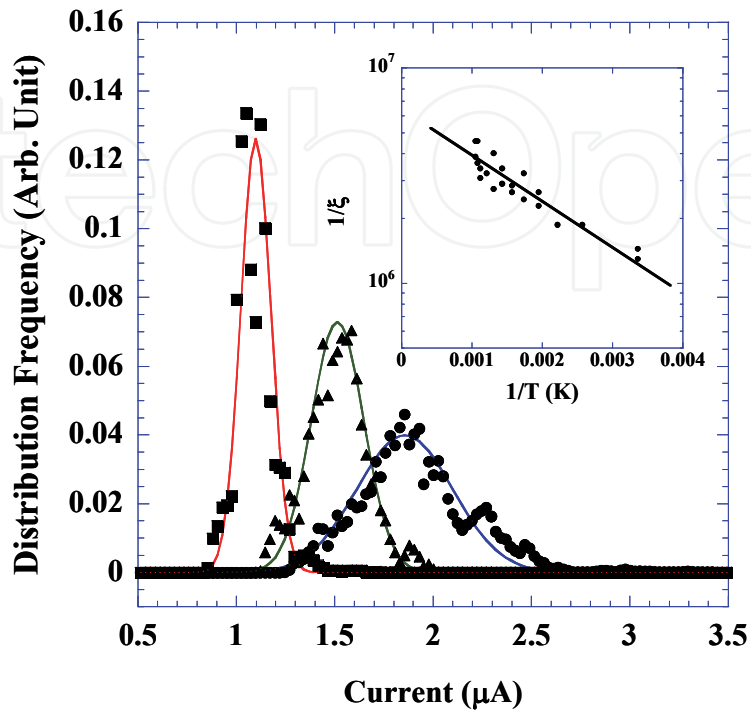 0.16
0.14
0.12
0.1
0.08
0.06
0.04
0.02
0
Distribution Frequency (Arb. Unit)
0.5 1 1.5 2 2.5 3 3.5
Current (μA)
10⁷
10⁶
1/ξ
0 0.001 0.002 0.003 0.004
1/T (K)
techOpe